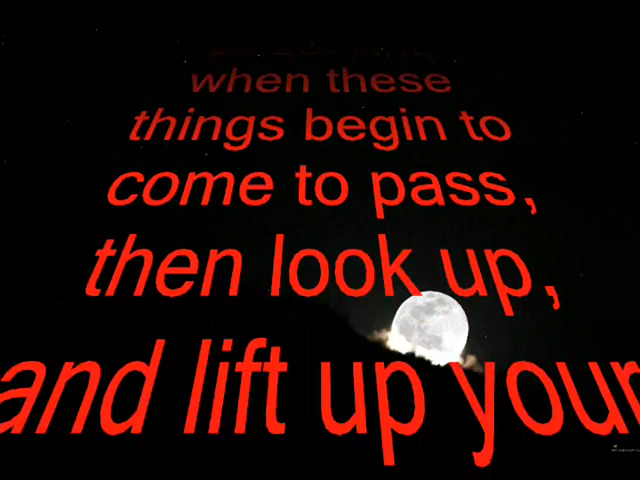 when these
things begin to
come to pass,
then look up,
and lift up your